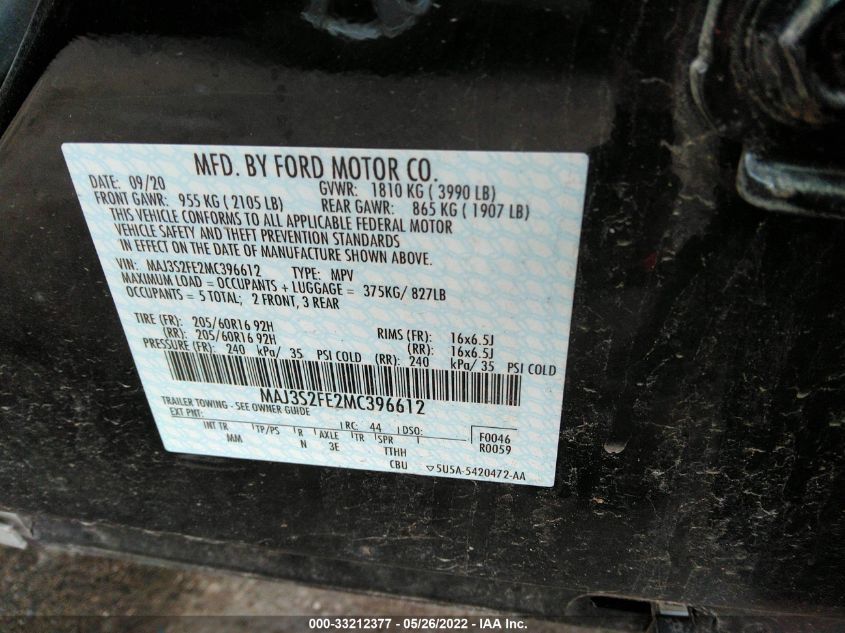 MFD. BY FORD MOTOR CO.
DATE: 09/20 GVWR: 1810 KG ( 3990 LB)
FRONT GAWR: 955 KG ( 2105 LB) REAR GAWR: 865 KG ( 1907 LB)
THIS VEHICLE CONFORMS TO ALL APPLICABLE FEDERAL MOTOR
VEHICLE SAFETY AND THEFT PREVENTION STANDARDS
IN EFFECT ON THE DATE OF MANUFACTURE SHOWN ABOVE.
VIN: MAJ3S2FE2MC396612 TYPE: MPV
MAXIMUM LOAD = OCCUPANTS + LUGGAGE = 375KG/ 827LB
OCCUPANTS = 5 TOTAL; 2 FRONT, 3 REAR
TIRE (FR): 205/60R16 92H RIMS (FR): 16x6.5J
(RR): 205/60R16 92H (RR): 16x6.5J
PRESSURE (FR): 240 kPa/ 35 PSI COLD (RR): 240 kPa/ 35 PSI COLD
MAJ3S2FE2MC396612
TRAILER TOWING - SEE OWNER GUIDE
EXT PNT: RC: 44 DSO: F0046
INT TR TP/PS R AXLE TR SPR R0059
MM N 3E TTHH
CBU 5U5A-5420472-AA
000-33212377 - 05/26/2022 - IAA Inc.